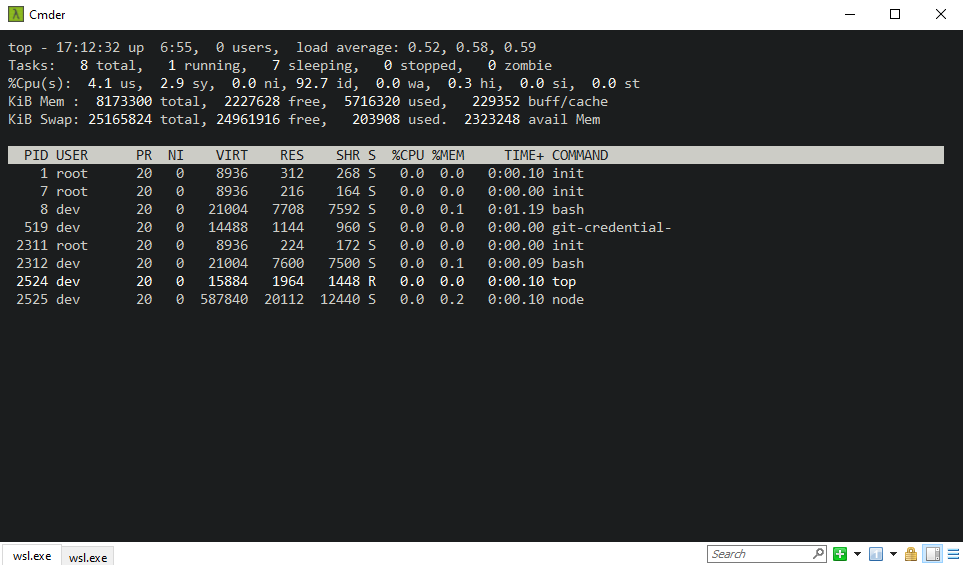 Cmder
top - 17:12:32 up  6:55,  0 users,  load average: 0.52, 0.58, 0.59
Tasks:   8 total,   1 running,   7 sleeping,   0 stopped,   0 zombie
%Cpu(s):  4.1 us,  2.9 sy,  0.0 ni, 92.7 id,  0.0 wa,  0.3 hi,  0.0 si,  0.0 st
KiB Mem :  8173300 total,  2227628 free,  5716320 used,   229352 buff/cache
KiB Swap: 25165824 total, 24961916 free,   203908 used.  2323248 avail Mem
  PID USER      PR  NI    VIRT    RES    SHR S  %CPU %MEM     TIME+ COMMAND
    1 root      20   0    8936    312    268 S   0.0  0.0   0:00.10 init
    7 root      20   0    8936    216    164 S   0.0  0.0   0:00.00 init
    8 dev       20   0   21004   7708   7592 S   0.0  0.1   0:01.19 bash
  519 dev       20   0   14488   1144    960 S   0.0  0.0   0:00.00 git-credential-
 2311 root      20   0    8936    224    172 S   0.0  0.0   0:00.00 init
 2312 dev       20   0   21004   7600   7500 S   0.0  0.1   0:00.09 bash
 2524 dev       20   0   15884   1964   1448 R   0.0  0.0   0:00.10 top
 2525 dev       20   0  587840  20112  12440 S   0.0  0.2   0:00.10 node
wsl.exe wsl.exe Search